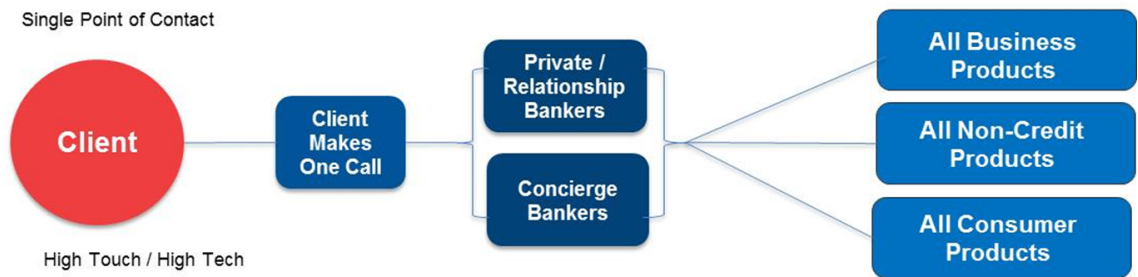 Single Point of Contact
Client
High Touch / High Tech
Client
Makes
One Call
Private /
Relationship
Bankers
Concierge
Bankers
All Business
Products
All Non-Credit
Products
All Consumer
Products